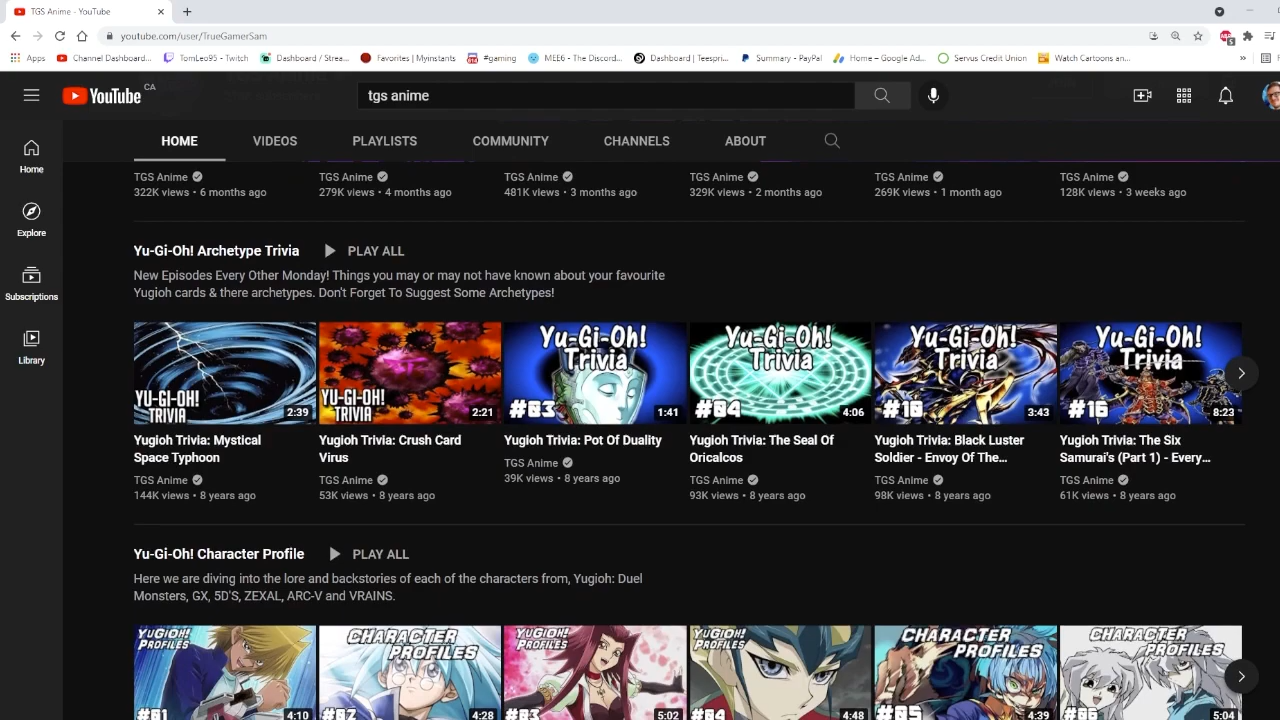 TGS Anime - YouTube
youtube.com/user/TrueGamerSam
Apps
Channel Dashboard...
TomLeo95 - Twitch
Dashboard / Stre...
Favorites | Myinstants
#gaming
MEE6 - The Discord...
Dashboard | Teespri...
Summary - PayPal
Home – Google Ad...
Servus Credit Union
Watch Cartoons an...
YouTube CA
tgs anime
HOME VIDEOS PLAYLISTS COMMUNITY CHANNELS ABOUT
Home
Explore
Subscriptions
Library
TGS Anime
322K views • 6 months ago
TGS Anime
279K views • 4 months ago
TGS Anime
481K views • 3 months ago
TGS Anime
329K views • 2 months ago
TGS Anime
269K views • 1 month ago
TGS Anime
128K views • 3 weeks ago
Yu-Gi-Oh! Archetype Trivia PLAY ALL
New Episodes Every Other Monday! Things you may or may not have known about your favourite
Yugioh cards & there archetypes. Don't Forget To Suggest Some Archetypes!
YU-GI-OH!
TRIVIA
2:39
Yugioh Trivia: Mystical
Space Typhoon
TGS Anime
144K views • 8 years ago
YU-GI-OH!
TRIVIA
2:21
Yugioh Trivia: Crush Card
Virus
TGS Anime
53K views • 8 years ago
Yu-Gi-Oh!
Trivia
#03
1:41
Yugioh Trivia: Pot Of Duality
TGS Anime
39K views • 8 years ago
Yu-Gi-Oh!
Trivia
#04
4:06
Yugioh Trivia: The Seal Of
Oricalcos
TGS Anime
93K views • 8 years ago
Yu-Gi-Oh!
Trivia
#10
3:43
Yugioh Trivia: Black Luster
Soldier - Envoy Of The...
TGS Anime
98K views • 8 years ago
Yu-Gi-Oh!
Trivia
#16
8:23
Yugioh Trivia: The Six
Samurai's (Part 1) - Every...
TGS Anime
61K views • 8 years ago
Yu-Gi-Oh! Character Profile PLAY ALL
Here we are diving into the lore and backstories of each of the characters from, Yugioh: Duel
Monsters, GX, 5D'S, ZEXAL, ARC-V and VRAINS.
YUGIOH!
PROFILES
#01
4:10
CHARACTER
PROFILES
#02
4:28
YUGIOH!
PROFILES
#03
5:02
YUGIOH!
PROFILES
#04
4:48
CHARACTER
PROFILES
#05
4:39
CHARACTER
PROFILES
#06
5:04